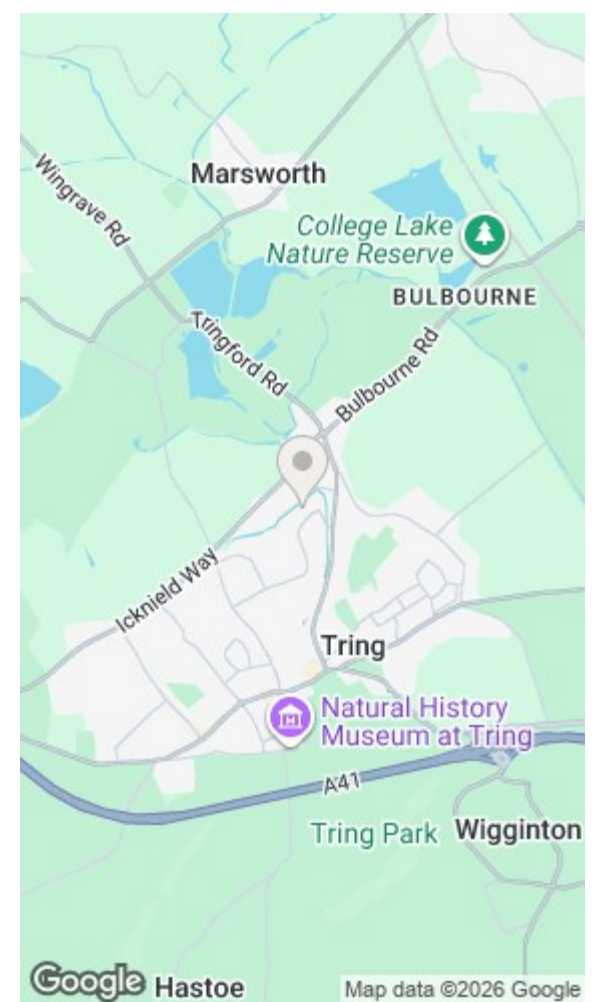 Marsworth
Wingrave Rd
College Lake
Nature Reserve
BULBOURNE
Tringford Rd
Bulbourne Rd
Icknield Way
Tring
Natural History
Museum at Tring
A41
Tring Park
Wigginton
Google
Hastoe
Map data ©2026 Google